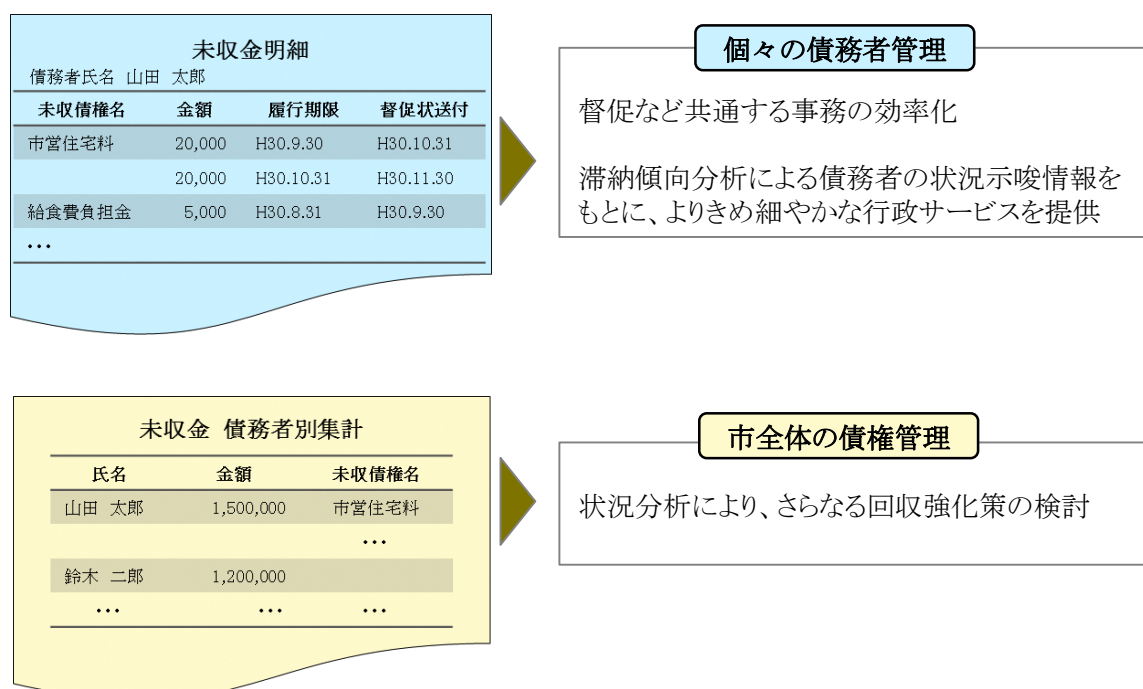 未収金明細
債務者氏名 山田 太郎
未収債権名 金額 履行期限 督促状送付
市営住宅料 20,000 H30.9.30 H30.10.31
20,000 H30.10.31 H30.11.30
給食費負担金 5,000 H30.8.31 H30.9.30
・・・
個々の債務者管理
督促など共通する事務の効率化
滞納傾向分析による債務者の状況示唆情報を
もとに、よりきめ細やかな行政サービスを提供
未収金 債務者別集計
氏名 金額 未収債権名
山田 太郎 1,500,000 市営住宅料
・・・
鈴木 二郎 1,200,000
・・・ ・・・ ・・・
市全体の債権管理
状況分析により、さらなる回収強化策の検討